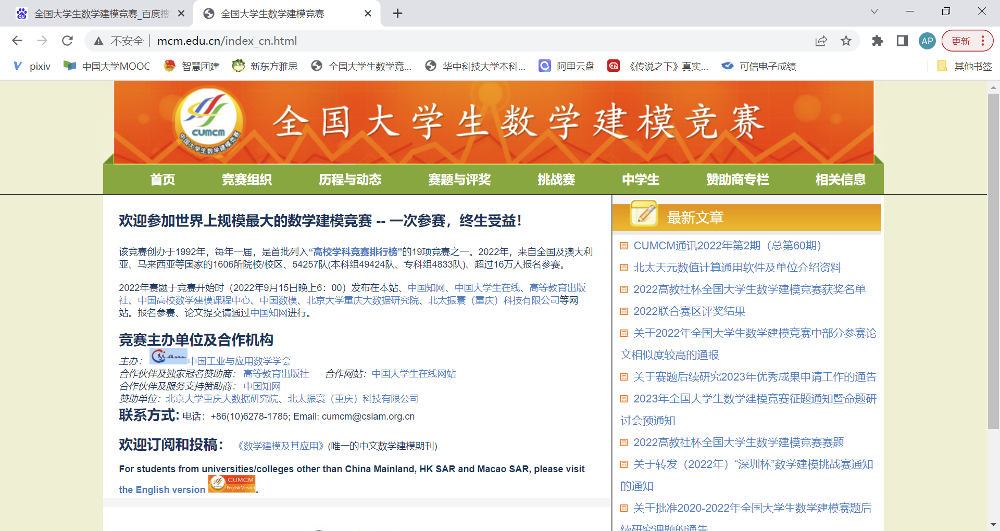 全国大学生数学建模竞赛_百度搜
全国大学生数学建模竞赛
不安全
mcm.edu.cn/index_cn.html
AP
更新
pixiv
中国大学MOOC
智慧团建
新东方雅思
全国大学生数学竞...
华中科技大学本科...
阿里云盘
《传说之下》真实...
可信电子成绩
其他书签
CUMCM
中国大学生数学建模竞赛
全国大学生数学建模竞赛
首页
竞赛组织
历程与动态
赛题与评奖
挑战赛
中学生
赞助商专栏
相关信息
欢迎参加世界上规模最大的数学建模竞赛 -- 一次参赛，终生受益！
该竞赛创办于1992年，每年一届，是首批列入“高校学科竞赛排行榜”的19项竞赛之一。2022年，来自全国及澳大利
亚、马来西亚等国家的1606所院校/校区、54257队(本科组49424队、专科组4833队)、超过16万人报名参赛。
2022年赛题于竞赛开始时（2022年9月15日晚上6：00）发布在本站、中国知网、中国大学生在线、高等教育出版
社、中国高校数学建模课程中心、中国数模、北京大学重庆大数据研究院、北太振寰（重庆）科技有限公司等网
站。报名参赛、论文提交请通过中国知网进行。
竞赛主办单位及合作机构
主办： Csiam 中国工业与应用数学学会
合作伙伴及独家冠名赞助商： 高等教育出版社 合作网站：中国大学生在线网站
合作伙伴及服务支持赞助商： 中国知网
赞助单位：北京大学重庆大数据研究院、北太振寰（重庆）科技有限公司
联系方式: 电话：+86(10)6278-1785; Email: cumcm@csiam.org.cn
欢迎订阅和投稿： 《数学建模及其应用》(唯一的中文数学建模期刊)
For students from universities/colleges other than China Mainland, HK SAR and Macao SAR, please visit
the English version CUMCM English Version.
最新文章
CUMCM通讯2022年第2期（总第60期）
北太天元数值计算通用软件及单位介绍资料
2022高教社杯全国大学生数学建模竞赛获奖名单
2022联合赛区评奖结果
关于2022年全国大学生数学建模竞赛中部分参赛论
文相似度较高的通报
关于赛题后续研究2023年优秀成果申请工作的通告
2023年全国大学生数学建模竞赛征题通知暨命题研
讨会预通知
2022高教社杯全国大学生数学建模竞赛赛题
关于转发（2022年）“深圳杯”数学建模挑战赛通知
的通知
关于批准2020-2022年全国大学生数学建模赛题后
续研究课题的通告